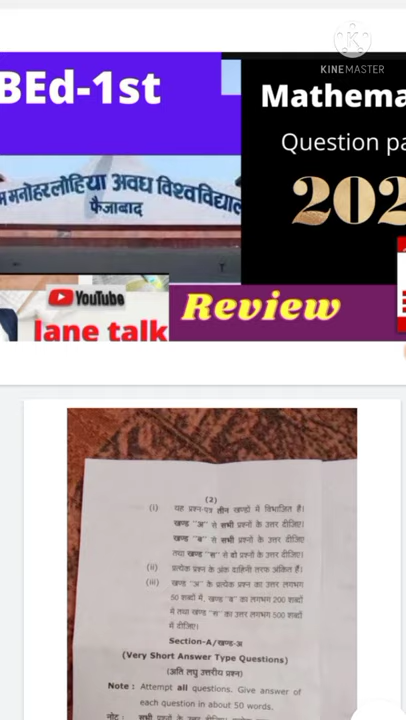 KINEMASTER
BEd-1st
Mathema
Question pa
202
मनोहर लोहिया अवध विश्वविद्याल
फैजाबाद
YouTube
lane talk
Review
(2)
(i) यह प्रश्न-पत्र तीन खण्डों में विभाजित है।
खण्ड "अ" से सभी प्रश्नों के उत्तर दीजिए।
खण्ड "ब" से सभी प्रश्नों के उत्तर दीजिए
तथा खण्ड "स" से दो प्रश्नों के उत्तर दीजिए।
(ii) प्रत्येक प्रश्न के अंक दाहिनी तरफ अंकित हैं।
(iii) खण्ड "अ" के प्रत्येक प्रश्न का उत्तर लगभग
50 शब्दों में, खण्ड "ब" का लगभग 200 शब्दों
में तथा खण्ड "स" का उत्तर लगभग 500 शब्दों
में दीजिए।
Section-A/खण्ड-अ
(Very Short Answer Type Questions)
(अति लघु उत्तरीय प्रश्न)
Note : Attempt all questions. Give answer of
each question in about 50 words.
नोट : सभी प्रश्नों के उत्तर दीजिए।